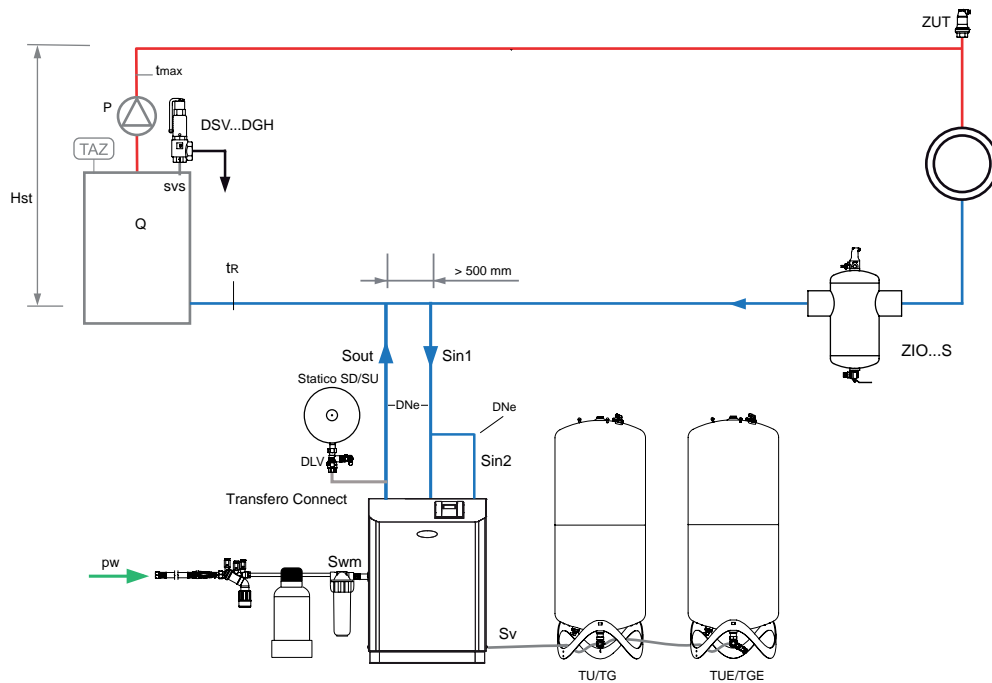 ZUT
tmax
P
DSV...DGH
TAZ
svs
Hst
Q
tR
> 500 mm
ZIO...S
Sout
Sin1
Statico SD/SU
DNe
DNe
DLV
Sin2
Transfero Connect
pw
Swm
Sv
TU/TG
TUE/TGE